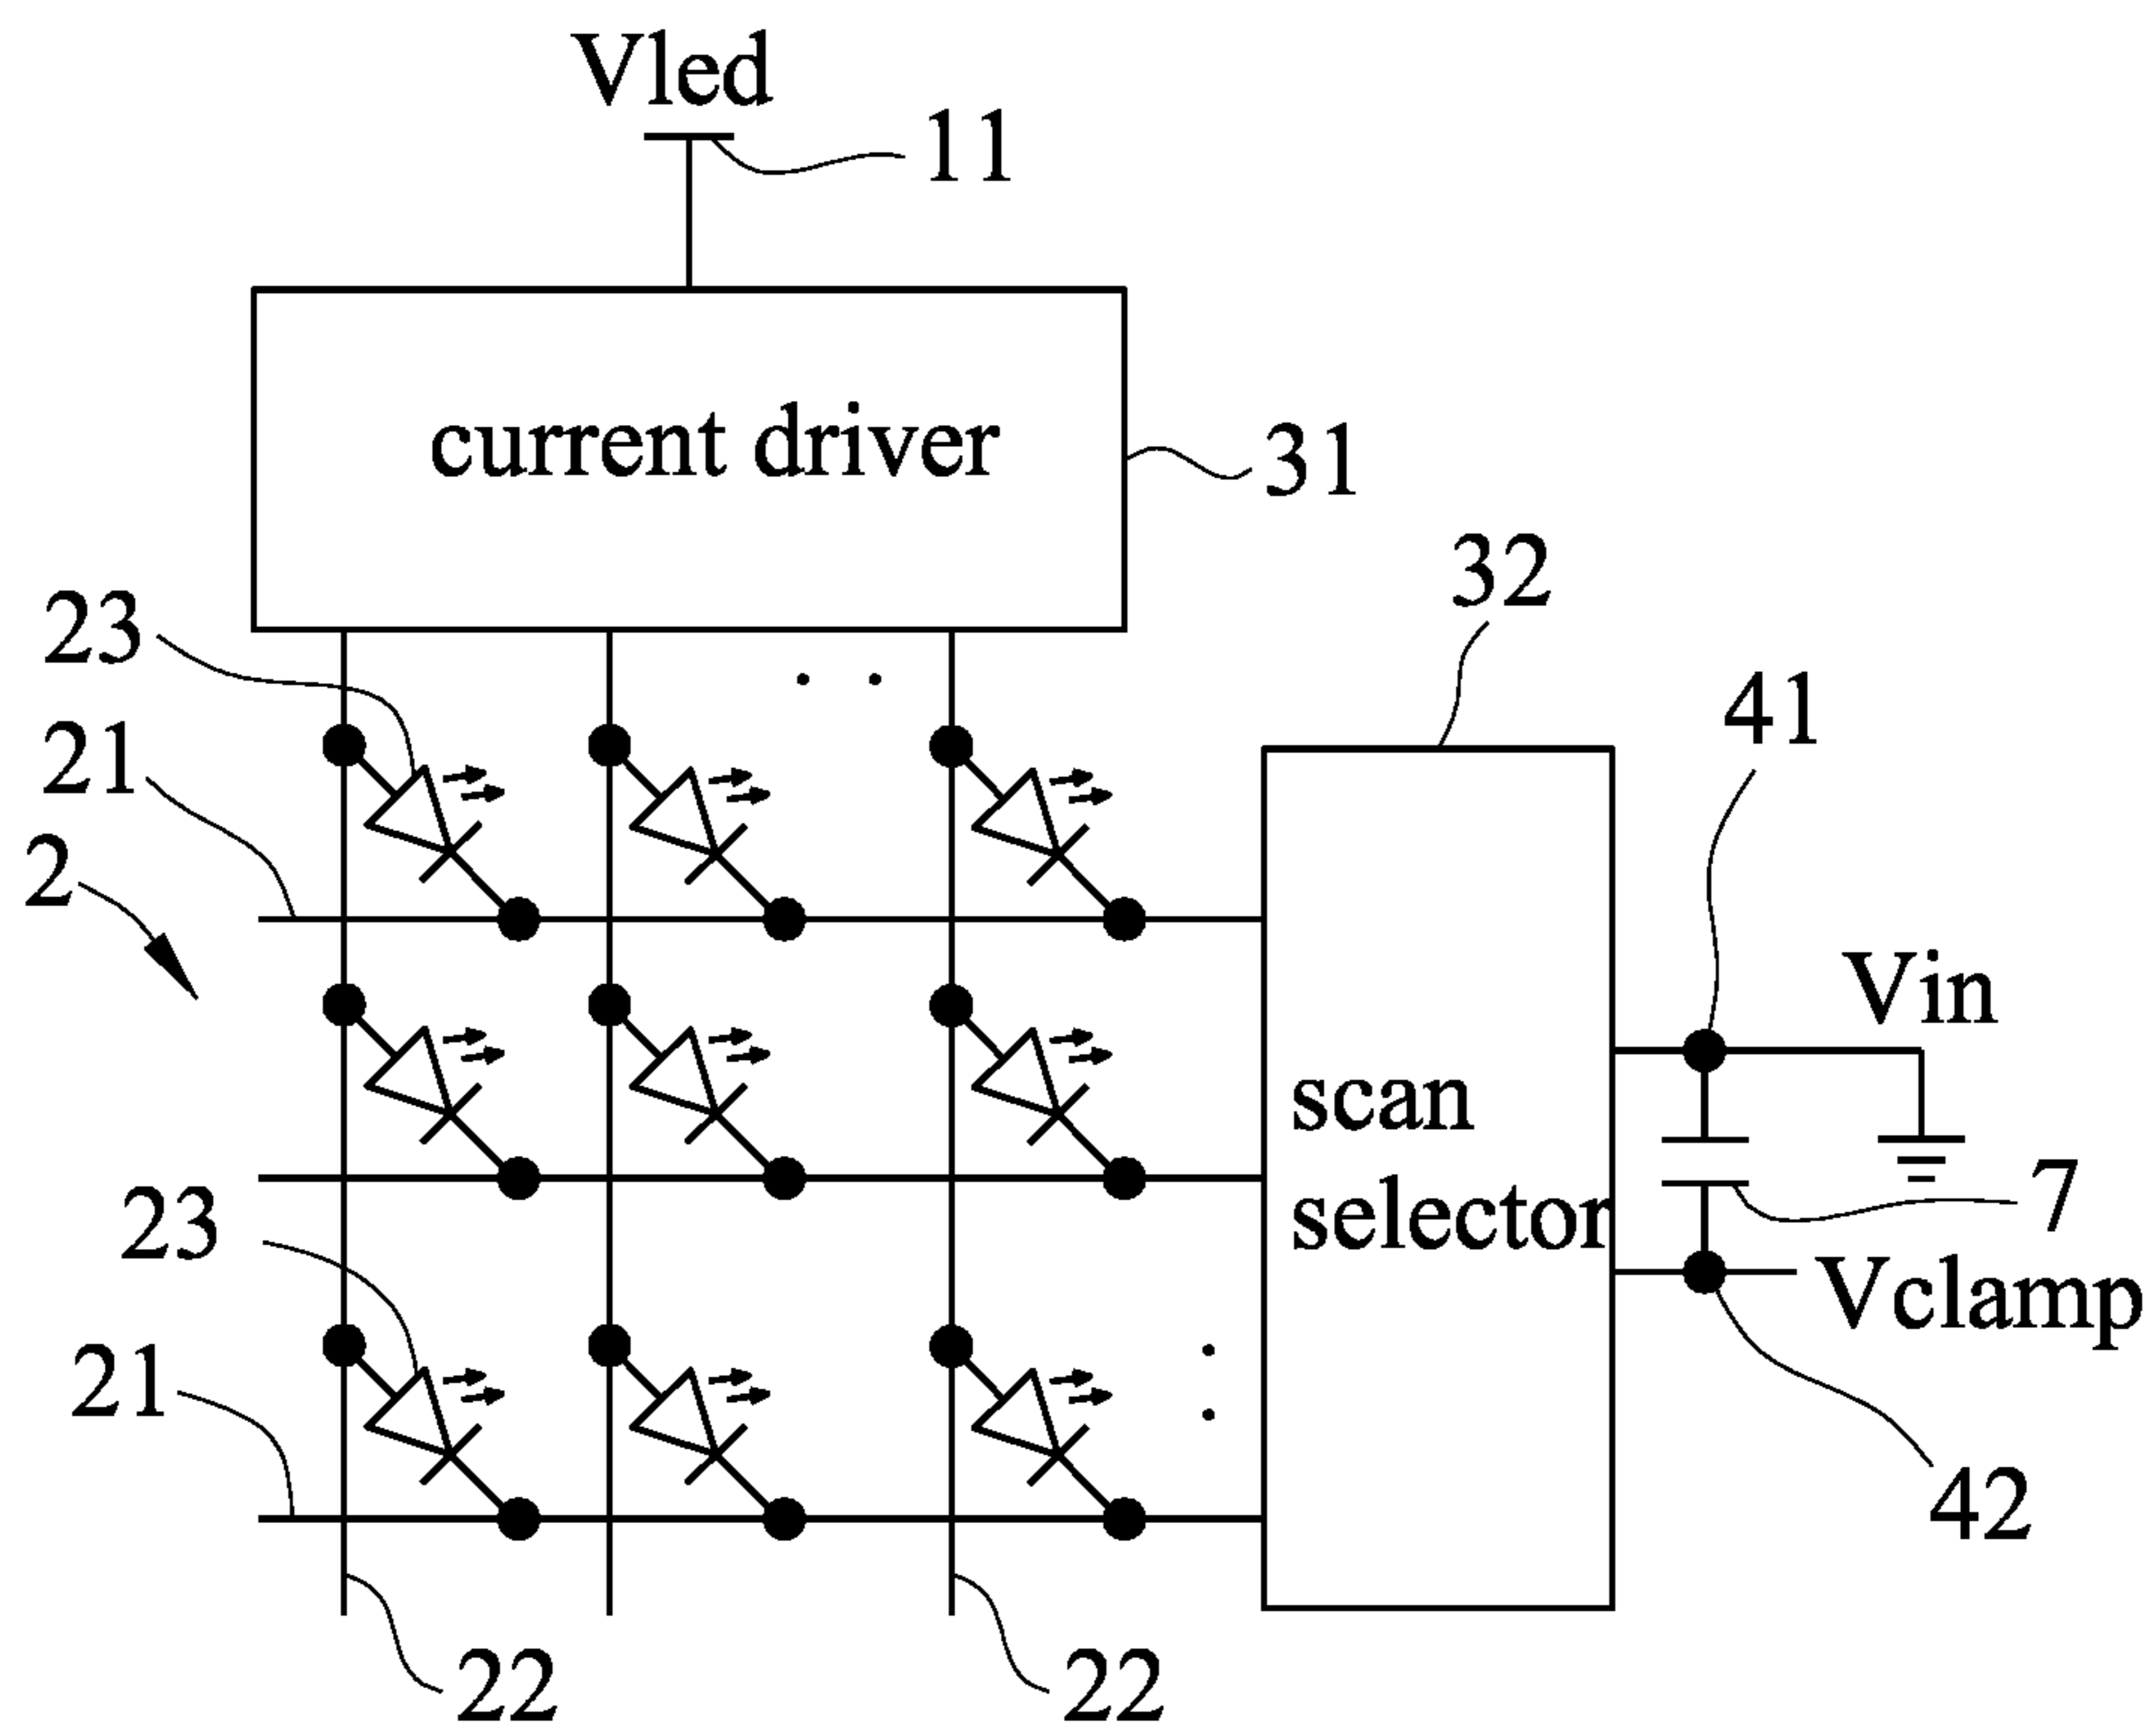 Vled
11
current driver
31
32
23
41
21
2
Vin
scan
selector
7
23
Vclamp
21
42
22
22